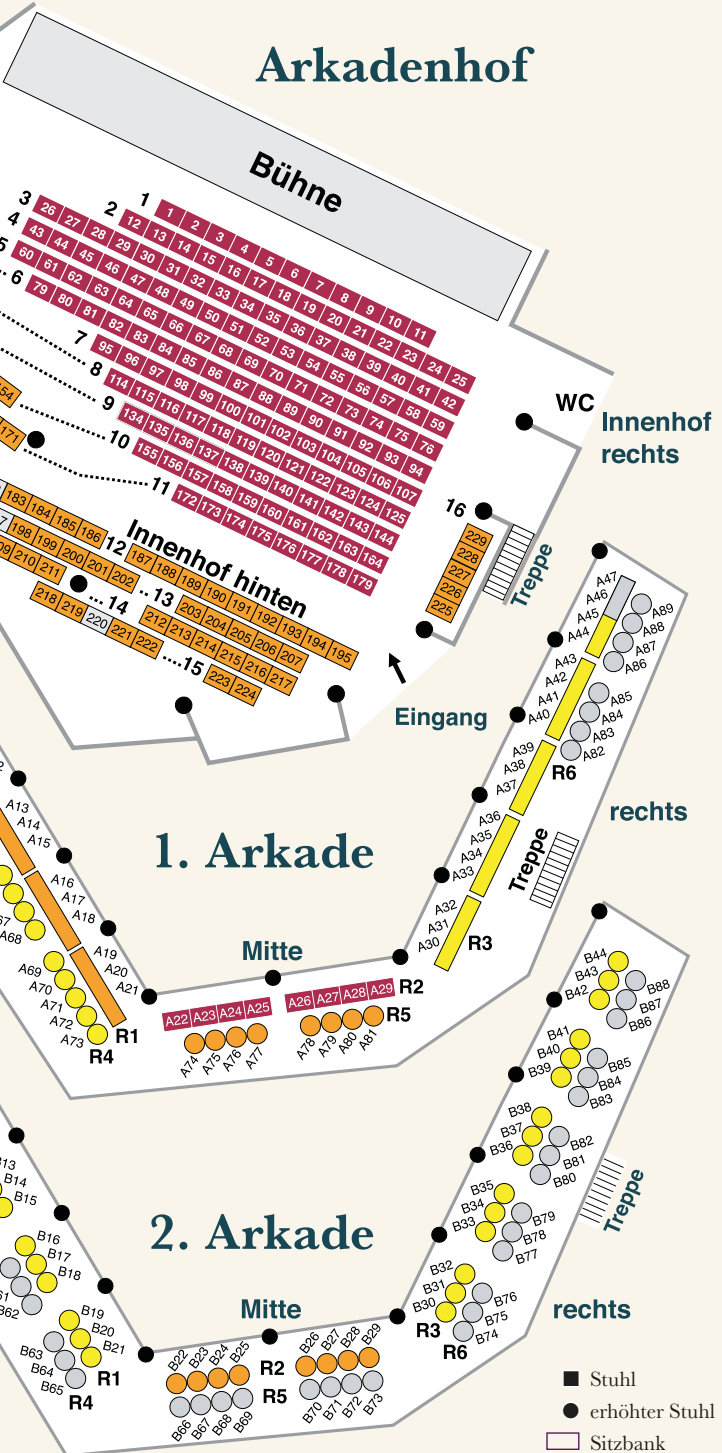 Arkadenhof
Bühne
1 1 2 3 4 5 6 7 8 9 10 11
2 12 13 14 15 16 17 18 19 20 21 22 23 24 25
3 26 27 28 29 30 31 32 33 34 35 36 37 38 39 40 41 42
4 43 44 45 46 47 48 49 50 51 52 53 54 55 56 57 58 59
5 60 61 62 63 64 65 66 67 68 69 70 71 72 73 74 75 76
6 79 80 81 82 83 84 85 86 87 88 89 90 91 92 93 94
7 95 96 97 98 99 100 101 102 103 104 105 106 107
8 114 115 116 117 118 119 120 121 122 123 124 125
9 134 135 136 137 138 139 140 141 142 143 144
154 10 155 156 157 158 159 160 161 162 163 164
171 11 172 173 174 175 176 177 178 179
WC
Innenhof
rechts
16
229
228
227
226
225
Treppe
Innenhof hinten
183 184 185 186 12 187 188 189 190 191 192 193 194 195
7 198 199 200 201 202 ..13 203 204 205 206 207
09 210 211 ...14 212 213 214 215 216 217
218 219 220 221 222 ....15 223 224
Eingang
1. Arkade
A47
A46
A45
A44
A43
A42
A41
A40
A39
A38
A37
A36
A35
A34
A33
A32
A31
A30
R3
A89
A88
A87
A86
A85
A84
A83
A82
R6
rechts
Treppe
2
A13
A14
A15
A16
A17
A18
A19
A20
A21
R1
67
A68
A69
A70
A71
A72
A73
R4
Mitte
A22 A23 A24 A25 A26 A27 A28 A29 R2
A74 A75 A76 A77 A78 A79 A80 A81 R5
2. Arkade
B44
B43
B42
B41
B40
B39
B38
B37
B36
B35
B34
B33
B32
B31
B30
R3
B88
B87
B86
B85
B84
B83
B82
B81
B80
B79
B78
B77
B76
B75
B74
R6
Treppe
rechts
B13
B14
B15
B16
B17
B18
B19
B20
B21
R1
61
B62
B63
B64
B65
R4
Mitte
B22 B23 B24 B25 R2 B26 B27 B28 B29
B66 B67 B68 B69 R5 B70 B71 B72 B73
Stuhl
erhöhter Stuhl
Sitzbank